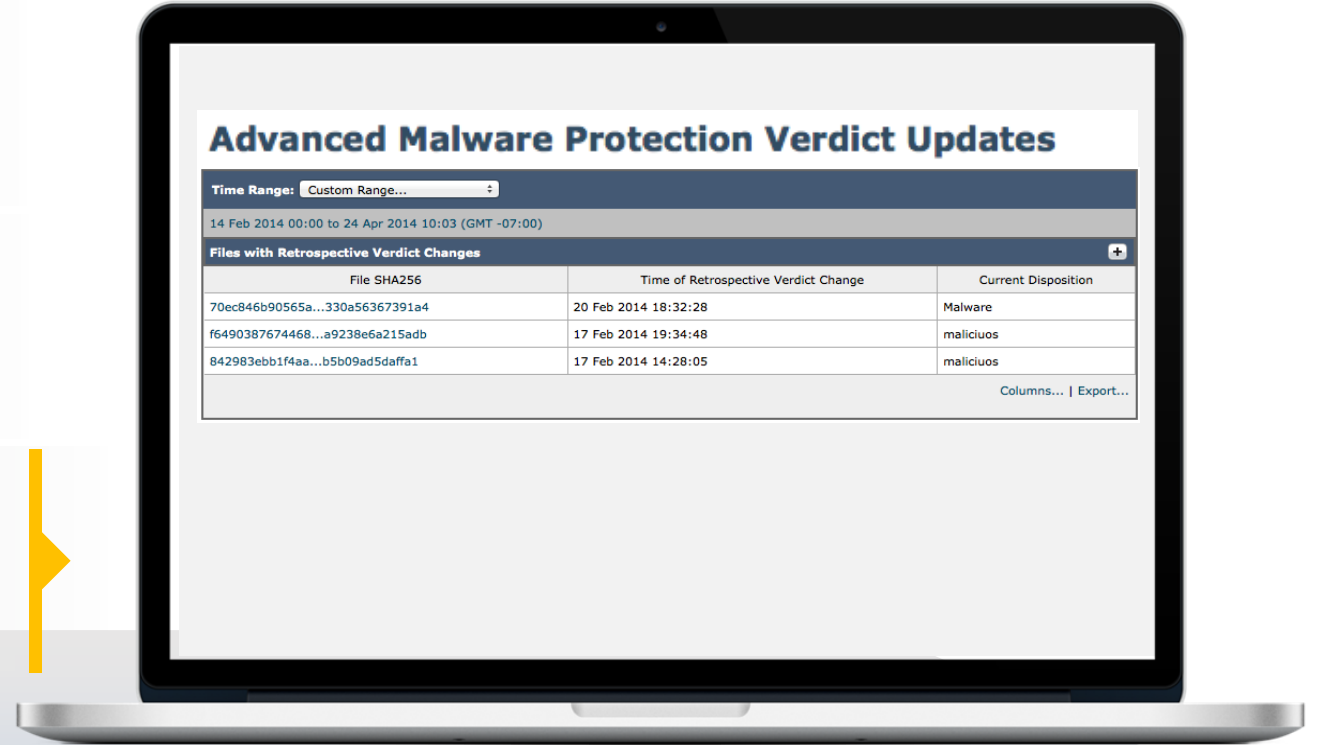 Advanced Malware Protection Verdict Updates
Time Range: Custom Range...
14 Feb 2014 00:00 to 24 Apr 2014 10:03 (GMT -07:00)
Files with Retrospective Verdict Changes
File SHA256 Time of Retrospective Verdict Change Current Disposition
70ec846b90565a...330a56367391a4 20 Feb 2014 18:32:28 Malware
f6490387674468...a9238e6a215adb 17 Feb 2014 19:34:48 maliciuos
842983ebb1f4aa...b5b09ad5daffa1 17 Feb 2014 14:28:05 maliciuos
Columns... | Export...